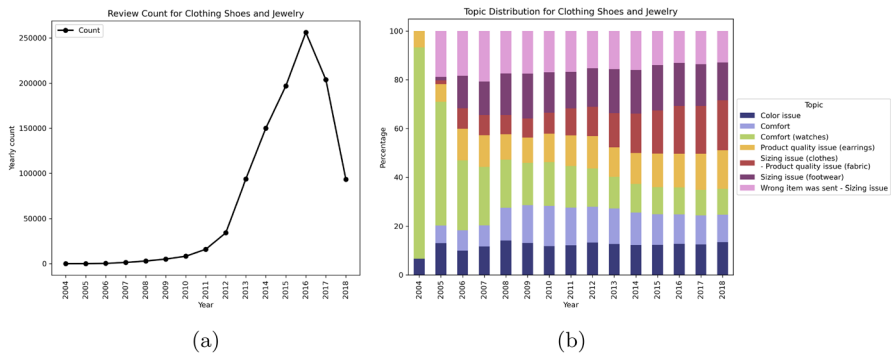 Review Count for Clothing Shoes and Jewelry
Count
250000
200000
150000
100000
50000
0
Yearly count
2004 2005 2006 2007 2008 2009 2010 2011 2012 2013 2014 2015 2016 2017 2018
Year
(a)
Topic Distribution for Clothing Shoes and Jewelry
100
80
60
40
20
0
Percentage
2004 2005 2006 2007 2008 2009 2010 2011 2012 2013 2014 2015 2016 2017 2018
Year
Topic
Color issue
Comfort
Comfort (watches)
Product quality issue (earrings)
Sizing issue (clothes)
- Product quality issue (fabric)
Sizing issue (footwear)
Wrong item was sent - Sizing issue
(b)